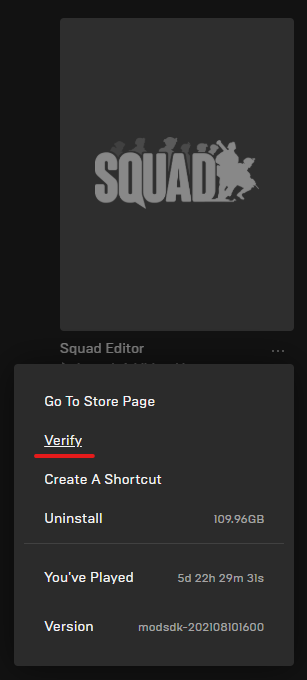 SQUAD
Squad Editor
...
Go To Store Page
Verify
Create A Shortcut
Uninstall 109.96GB
You've Played 5d 22h 29m 31s
Version modsdk-202108101600